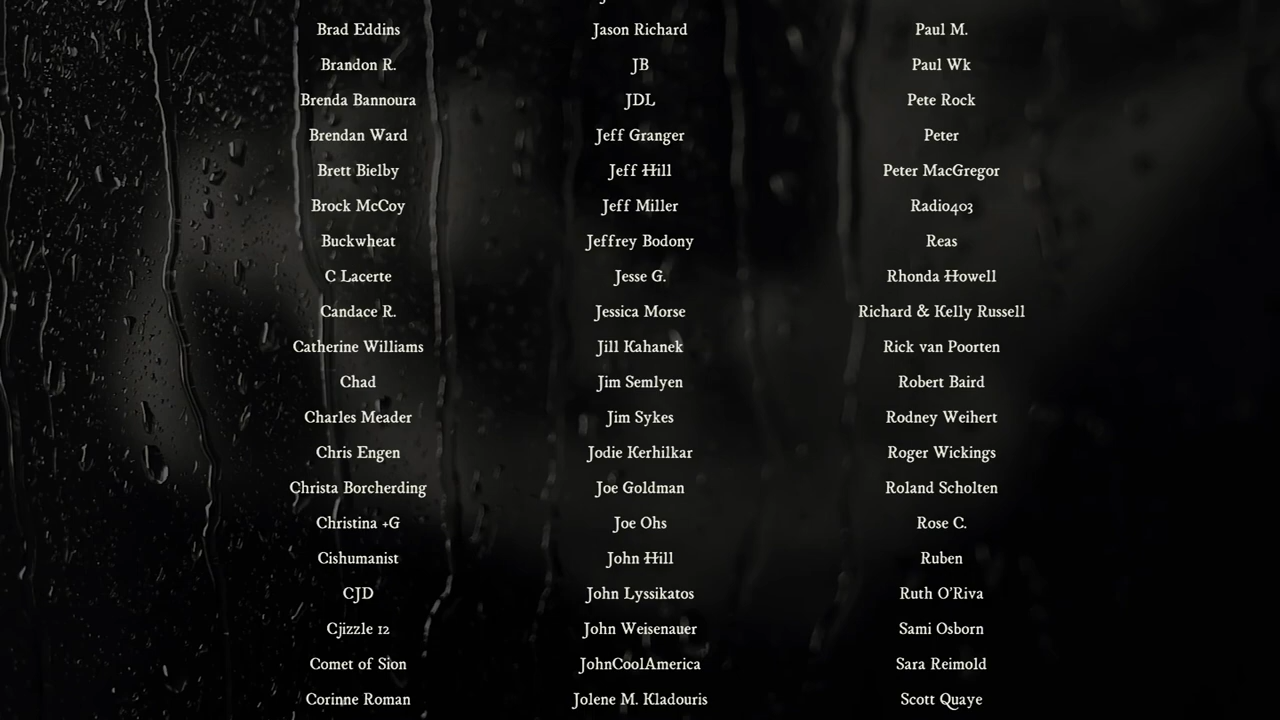 Brad Eddins
Brandon R.
Brenda Bannoura
Brendan Ward
Brett Bielby
Brock McCoy
Buckwheat
C Lacerte
Candace R.
Catherine Williams
Chad
Charles Meader
Chris Engen
Christa Borcherding
Christina +G
Cishumanist
CJD
Cjizzle 12
Comet of Sion
Corinne Roman
Jason Richard
JB
JDL
Jeff Granger
Jeff Hill
Jeff Miller
Jeffrey Bodony
Jesse G.
Jessica Morse
Jill Kahanek
Jim Semlyen
Jim Sykes
Jodie Kerhilkar
Joe Goldman
Joe Ohs
John Hill
John Lyssikatos
John Weisenauer
JohnCoolAmerica
Jolene M. Kladouris
Paul M.
Paul Wk
Pete Rock
Peter
Peter MacGregor
Radio403
Reas
Rhonda Howell
Richard & Kelly Russell
Rick van Poorten
Robert Baird
Rodney Weihert
Roger Wickings
Roland Scholten
Rose C.
Ruben
Ruth O'Riva
Sami Osborn
Sara Reimold
Scott Quaye